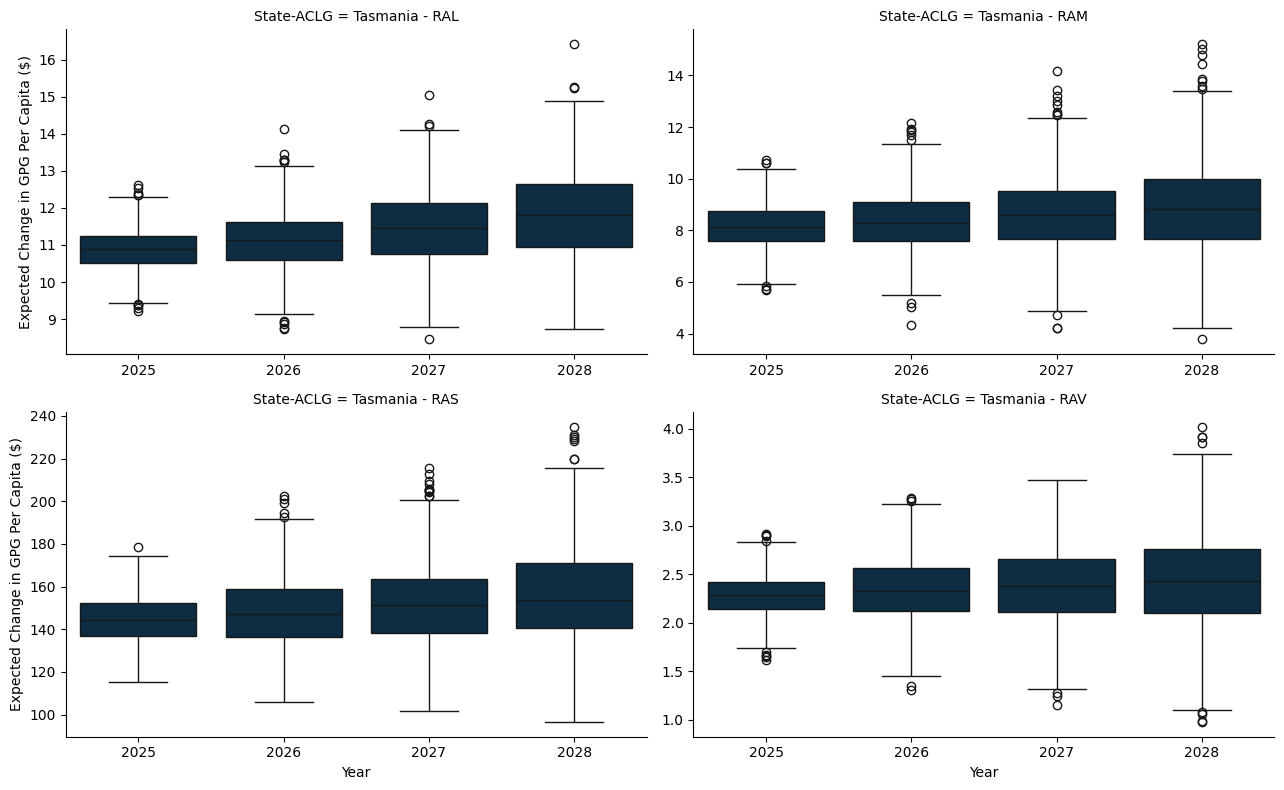 State-ACLG = Tasmania - RAL
Expected Change in GPG Per Capita ($)
16
15
14
13
12
11
10
9
2025 2026 2027 2028
State-ACLG = Tasmania - RAM
14
12
10
8
6
4
2025 2026 2027 2028
State-ACLG = Tasmania - RAS
Expected Change in GPG Per Capita ($)
240
220
200
180
160
140
120
100
2025 2026 2027 2028
Year
State-ACLG = Tasmania - RAV
4.0
3.5
3.0
2.5
2.0
1.5
1.0
2025 2026 2027 2028
Year